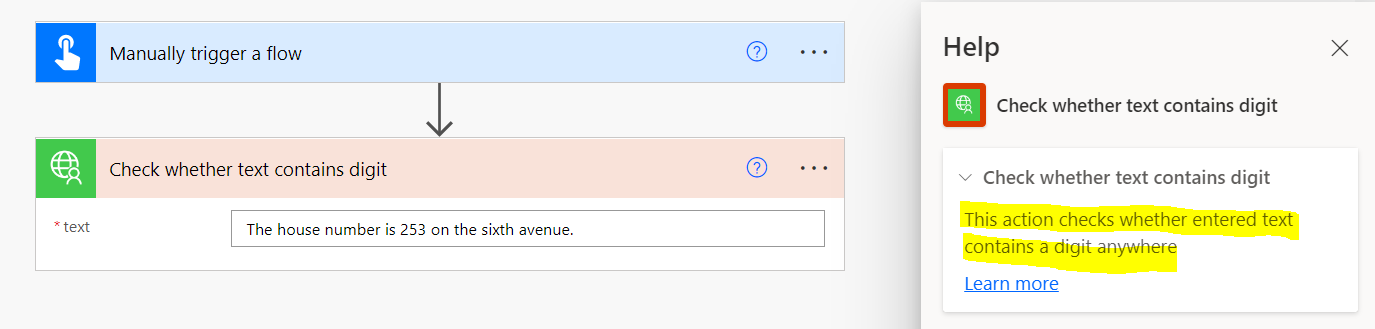 Manually trigger a flow
Check whether text contains digit
* text
The house number is 253 on the sixth avenue.
Help
Check whether text contains digit
Check whether text contains digit
This action checks whether entered text
contains a digit anywhere
Learn more